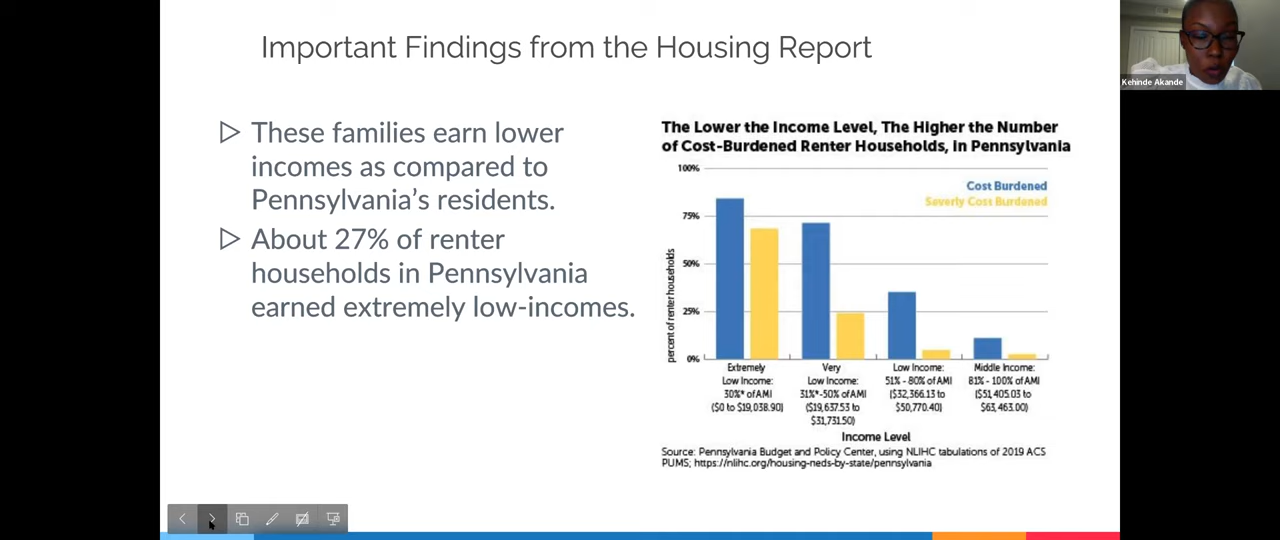 Important Findings from the Housing Report
Kehinde Akande
These families earn lower
incomes as compared to
Pennsylvania's residents.
About 27% of renter
households in Pennsylvania
earned extremely low-incomes.
The Lower the Income Level, The Higher the Number
of Cost-Burdened Renter Households, in Pennsylvania
Cost Burdened
Severly Cost Burdened
percent of renter households
100%
75%
50%
25%
0%
Extremely
Low Income:
30%* of AMI
($0 to $19,038.90)
Very
Low Income:
31%*-50% of AMI
($19,637.53 to
$31,731.50)
Low Income:
51% - 80% of AMI
($32,366.13 to
$50,770.40)
Middle Income:
81% - 100% of AMI
($51,405.03 to
$63,463.00)
Income Level
Source: Pennsylvania Budget and Policy Center, using NLIHC tabulations of 2019 ACS
PUMS; https://nlihc.org/housing-neds-by-state/pennsylvania